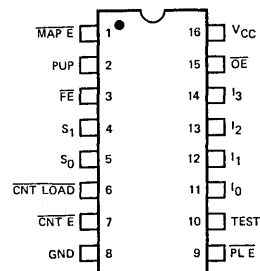 MAP E 1 16 VCC
PUP 2 15 OE
FE 3 14 I3
S1 4 13 I2
S0 5 12 I1
CNT LOAD 6 11 I0
CNT E 7 10 TEST
GND 8 9 PL E